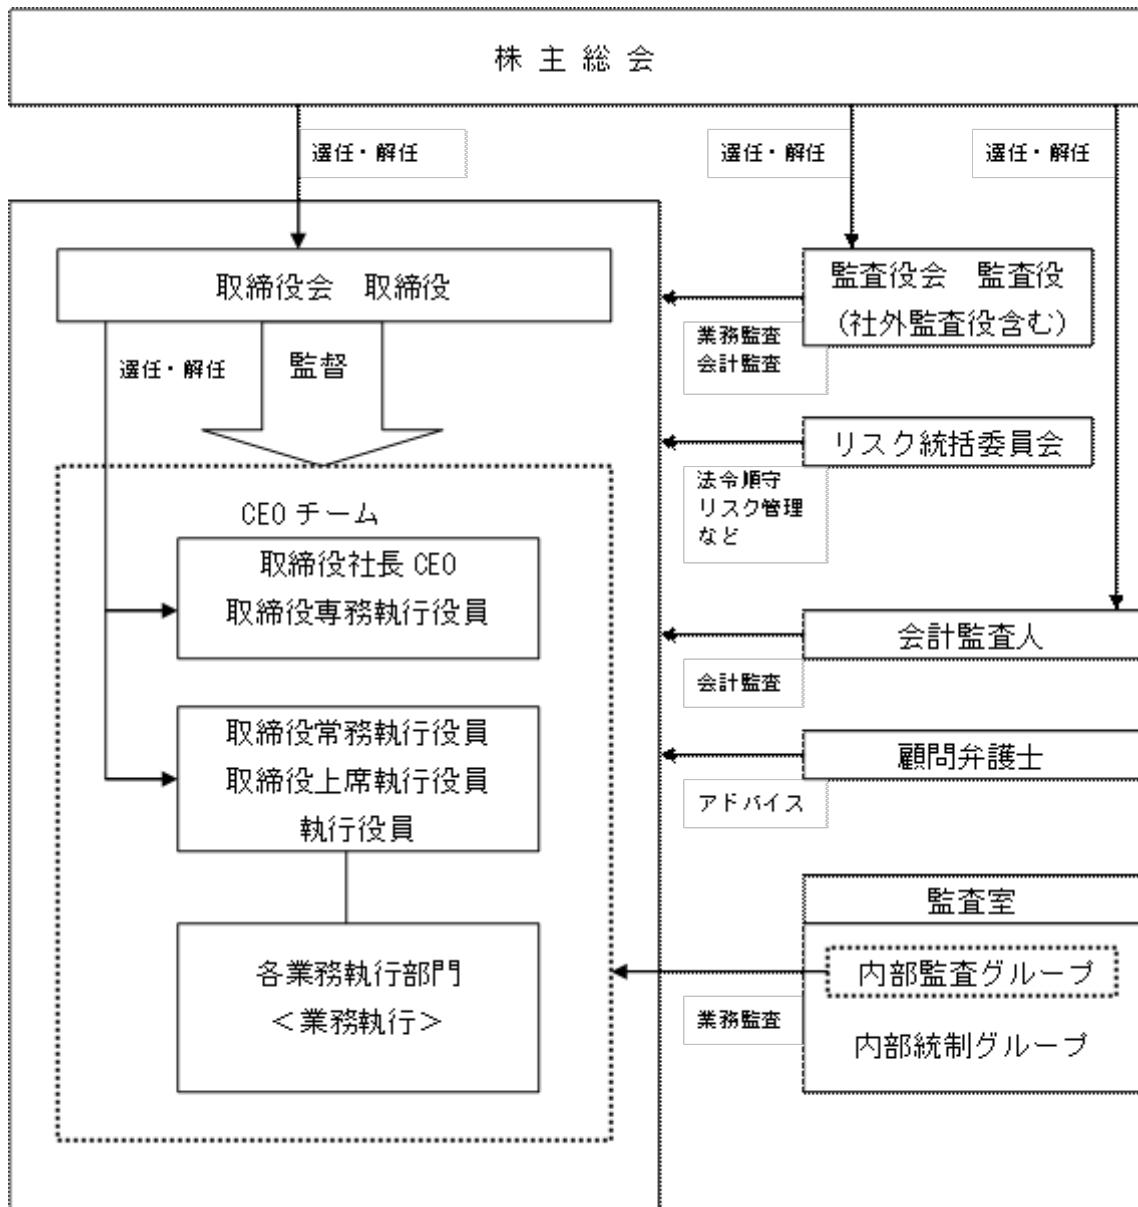 株主総会
選任・解任
選任・解任
選任・解任
取締役会　取締役
監査役会　監査役
（社外監査役含む）
業務監査
会計監査
選任・解任
監督
リスク統括委員会
法令順守
リスク管理
など
CEOチーム
取締役社長CEO
取締役専務執行役員
会計監査人
会計監査
取締役常務執行役員
取締役上席執行役員
執行役員
顧問弁護士
アドバイス
監査室
内部監査グループ
業務監査
内部統制グループ
各業務執行部門
＜業務執行＞